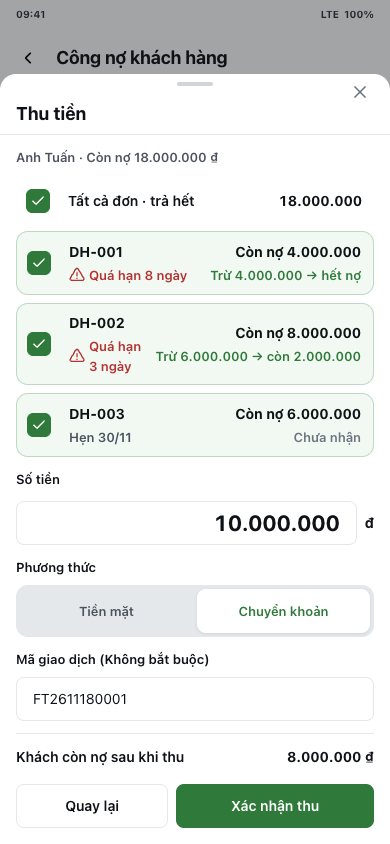 09:41
LTE 100%
Công nợ khách hàng
Thu tiền
Anh Tuấn · Còn nợ 18.000.000 ₫
Tất cả đơn · trả hết 18.000.000
DH-001 Còn nợ 4.000.000
Quá hạn 8 ngày Trừ 4.000.000 → hết nợ
DH-002 Còn nợ 8.000.000
Quá hạn
3 ngày
Trừ 6.000.000 → còn 2.000.000
DH-003 Còn nợ 6.000.000
Hẹn 30/11 Chưa nhận
Số tiền
10.000.000 đ
Phương thức
Tiền mặt Chuyển khoản
Mã giao dịch (Không bắt buộc)
FT2611180001
Khách còn nợ sau khi thu 8.000.000 ₫
Quay lại Xác nhận thu